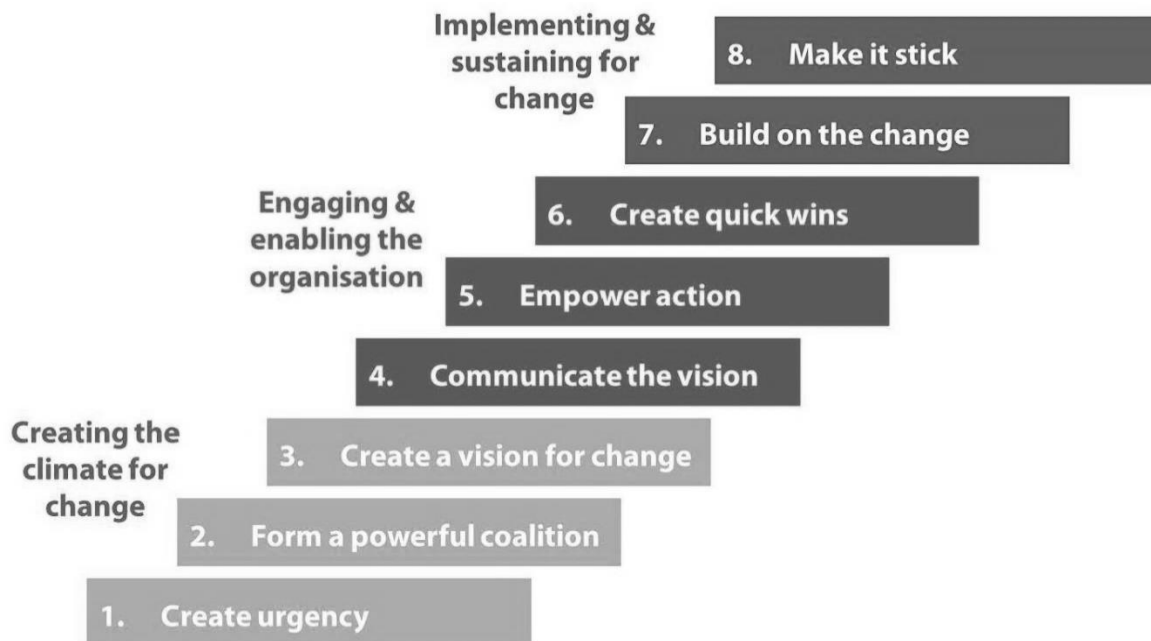 Implementing &
sustaining for
change
8. Make it stick
7. Build on the change
Engaging &
enabling the
organisation
6. Create quick wins
5. Empower action
4. Communicate the vision
Creating the
climate for
change
3. Create a vision for change
2. Form a powerful coalition
1. Create urgency